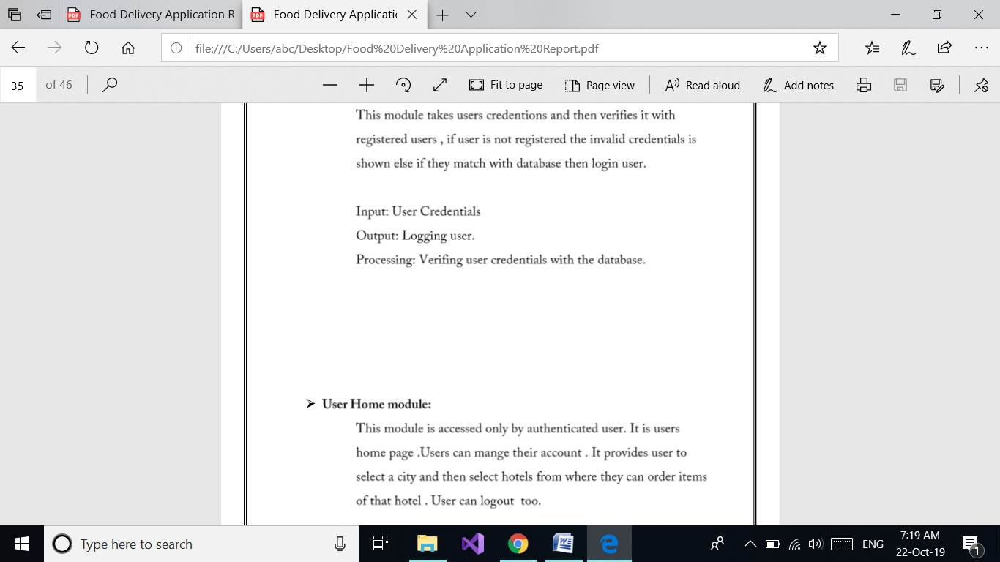 Food Delivery Application R
Food Delivery Applicatio
file:///C:/Users/abc/Desktop/Food%20Delivery%20Application%20Report.pdf
35 of 46
Fit to page
Page view
Read aloud
Add notes
This module takes users credentions and then verifies it with
registered users , if user is not registered the invalid credentials is
shown else if they match with database then login user.
Input: User Credentials
Output: Logging user.
Processing: Verifing user credentials with the database.
➢ User Home module:
This module is accessed only by authenticated user. It is users
home page .Users can mange their account . It provides user to
select a city and then select hotels from where they can order items
of that hotel . User can logout  too.
Type here to search
ENG
7:19 AM
22-Oct-19
1